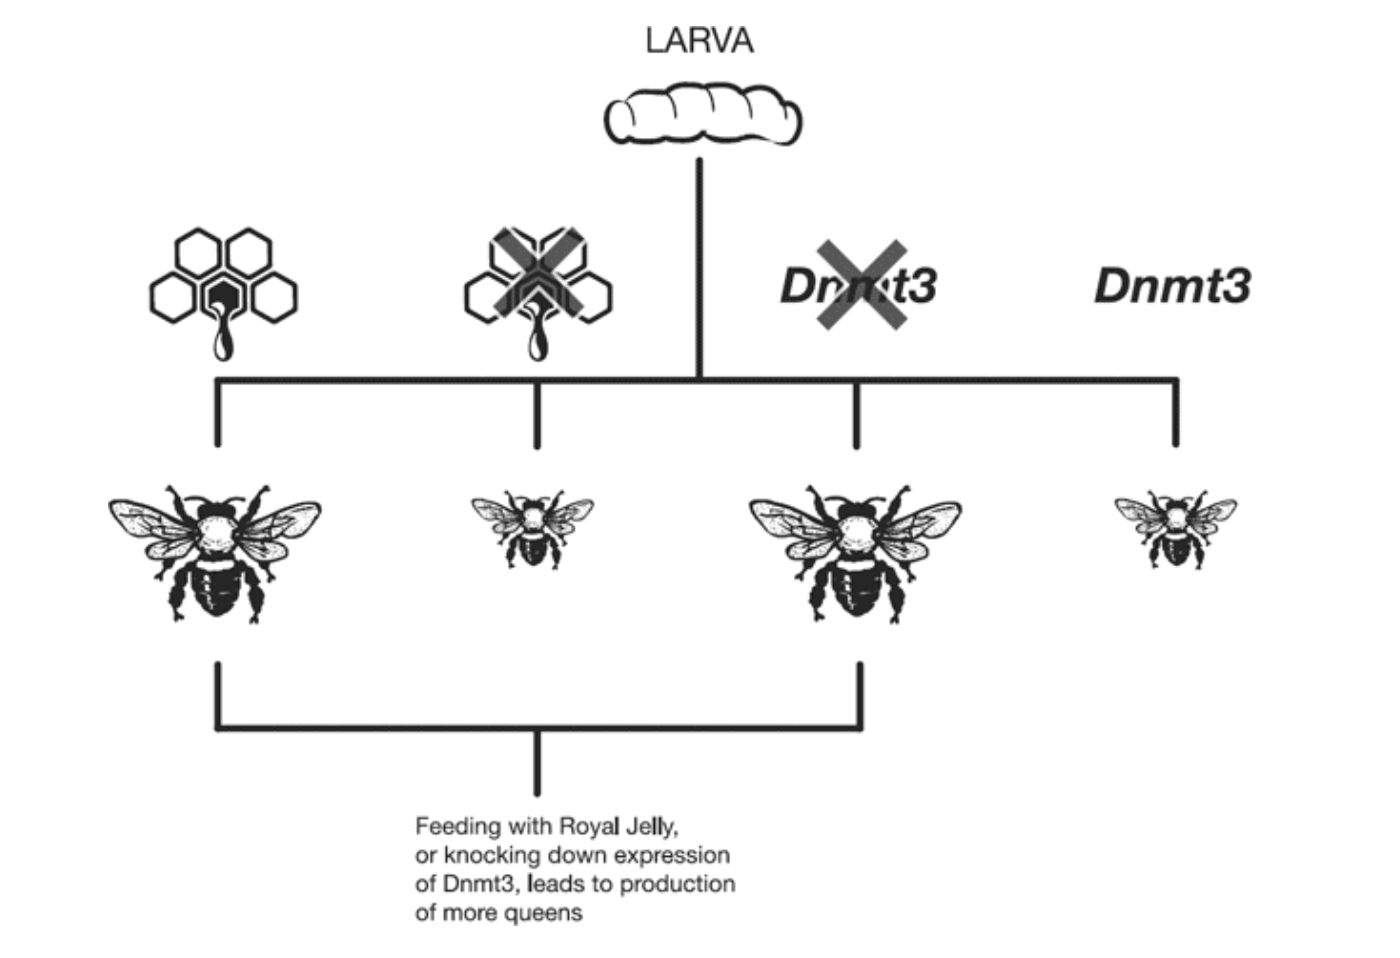 LARVA
Dnmt3
Dnmt3
Feeding with Royal Jelly,
or knocking down expression
of Dnmt3, leads to production
of more queens